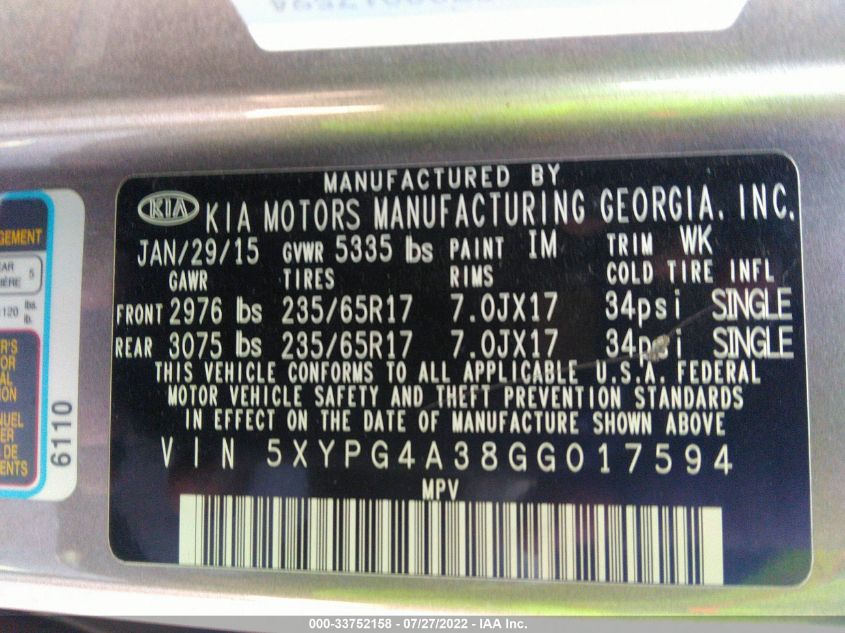 MANUFACTURED BY
KIA KIA MOTORS MANUFACTURING GEORGIA, INC.
JAN/29/15 GVWR 5335 lbs PAINT IM TRIM WK
GAWR TIRES RIMS COLD TIRE INFL
FRONT 2976 lbs 235/65R17 7.0JX17 34psi SINGLE
REAR 3075 lbs 235/65R17 7.0JX17 34psi SINGLE
THIS VEHICLE CONFORMS TO ALL APPLICABLE U.S.A. FEDERAL
MOTOR VEHICLE SAFETY AND THEFT PREVENTION STANDARDS
IN EFFECT ON THE DATE OF MANUFACTURE SHOWN ABOVE
VIN 5XYPG4A38GG017594
MPV
5
lbs.
6110
000-33752158 - 07/27/2022 - IAA Inc.